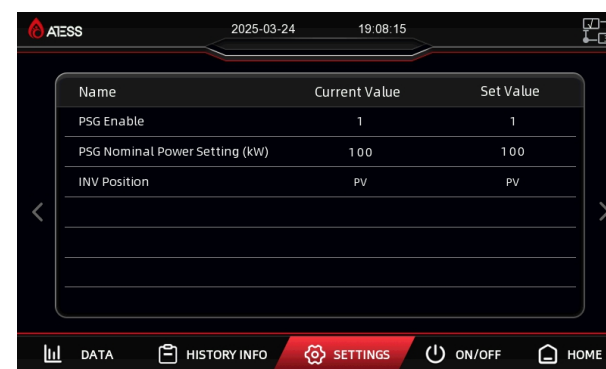 ATESS 2025-03-24 19:08:15
Name Current Value Set Value
PSG Enable 1 1
PSG Nominal Power Setting (kW) 100 100
INV Position PV PV
DATA HISTORY INFO SETTINGS ON/OFF HOME